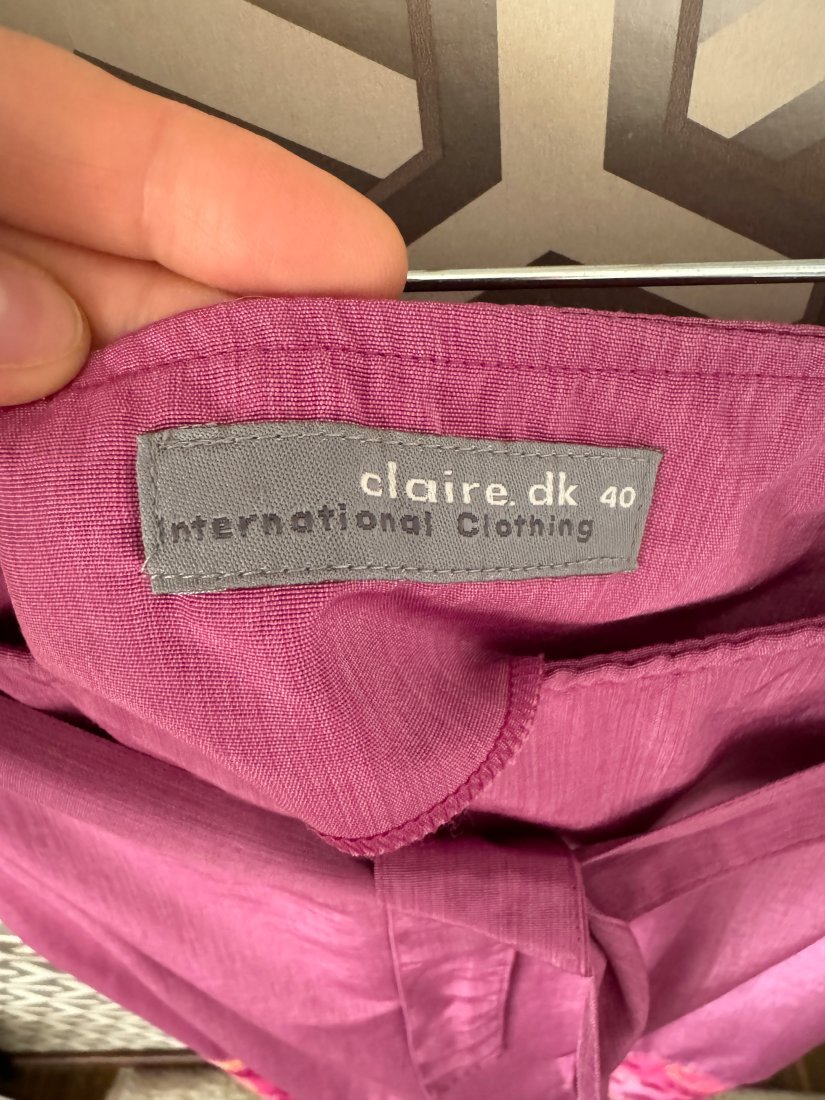 claire. dk 40
International Clothing